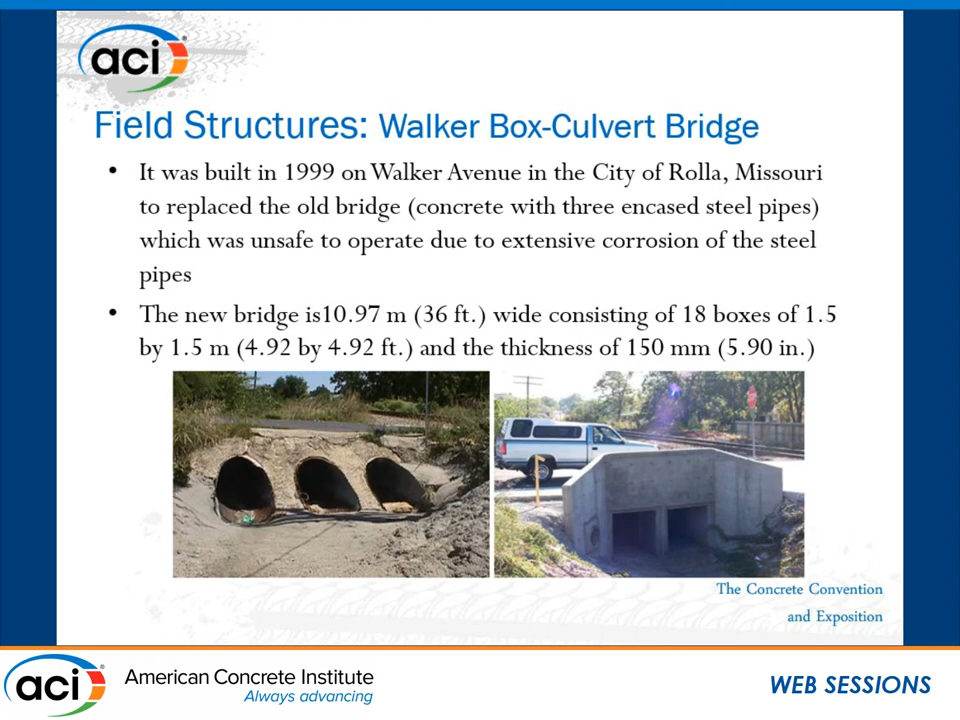 aci
Field Structures: Walker Box-Culvert Bridge
• It was built in 1999 on Walker Avenue in the City of Rolla, Missouri
to replaced the old bridge (concrete with three encased steel pipes)
which was unsafe to operate due to extensive corrosion of the steel
pipes
• The new bridge is10.97 m (36 ft.) wide consisting of 18 boxes of 1.5
by 1.5 m (4.92 by 4.92 ft.) and the thickness of 150 mm (5.90 in.)
The Concrete Convention
and Exposition
aci
American Concrete Institute
Always advancing
WEB SESSIONS